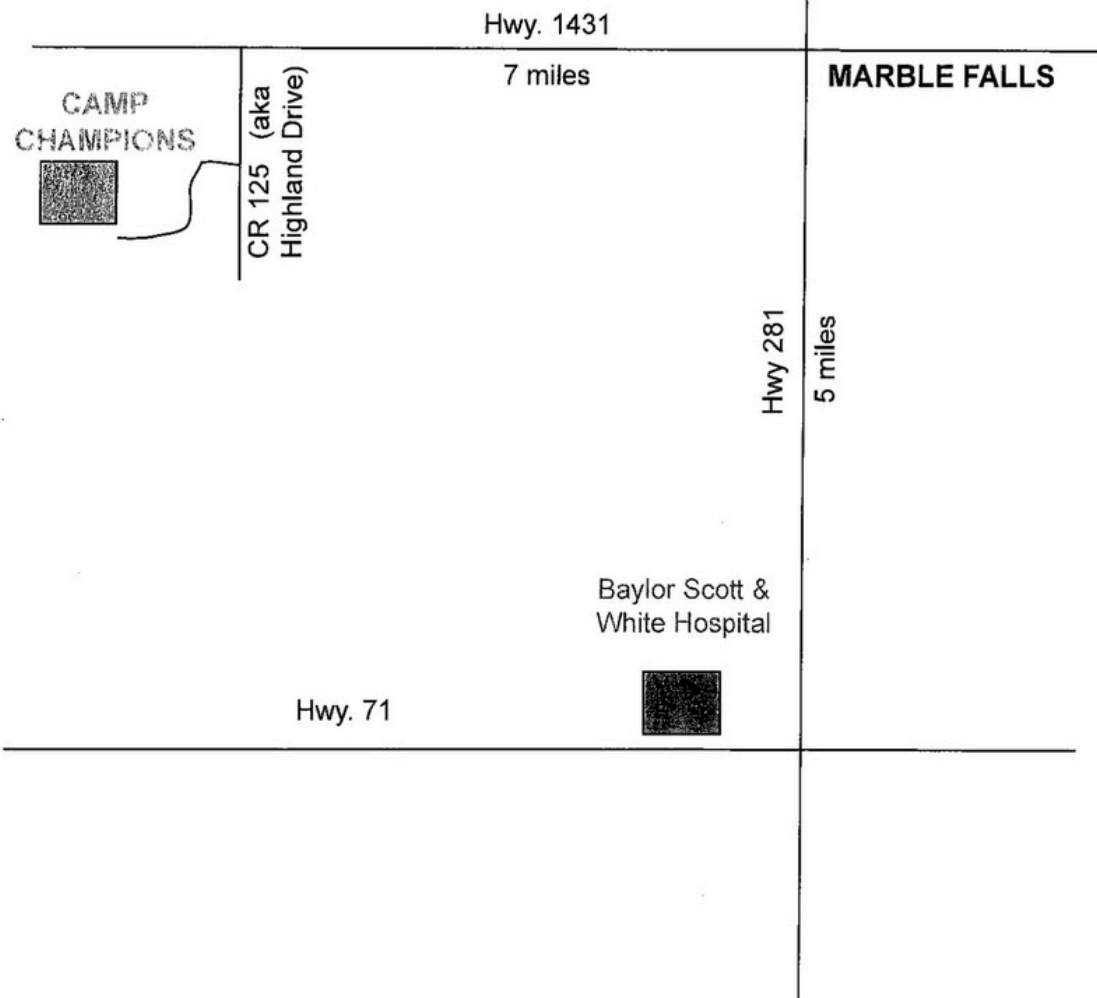 Hwy. 1431
7 miles
MARBLE FALLS
CAMP
CHAMPIONS
CR 125 (aka
Highland Drive)
Hwy 281
5 miles
Baylor Scott &
White Hospital
Hwy. 71